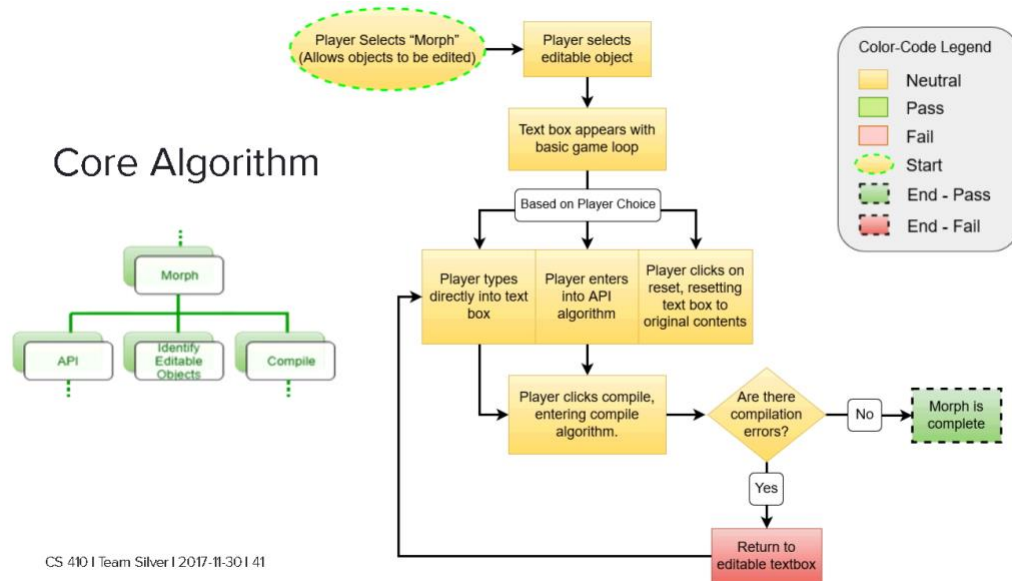 Core Algorithm
Morph
API
Identify
Editable
Objects
Compile
Player Selects “Morph”
(Allows objects to be edited)
Player selects
editable object
Text box appears with
basic game loop
Based on Player Choice
Player types
directly into text
box
Player enters
into API
algorithm
Player clicks on
reset, resetting
text box to
original contents
Player clicks compile,
entering compile
algorithm.
Are there
compilation
errors?
No
Morph is
complete
Yes
Return to
editable textbox
Color-Code Legend
Neutral
Pass
Fail
Start
End - Pass
End - Fail
CS 410 | Team Silver | 2017-11-30 | 41